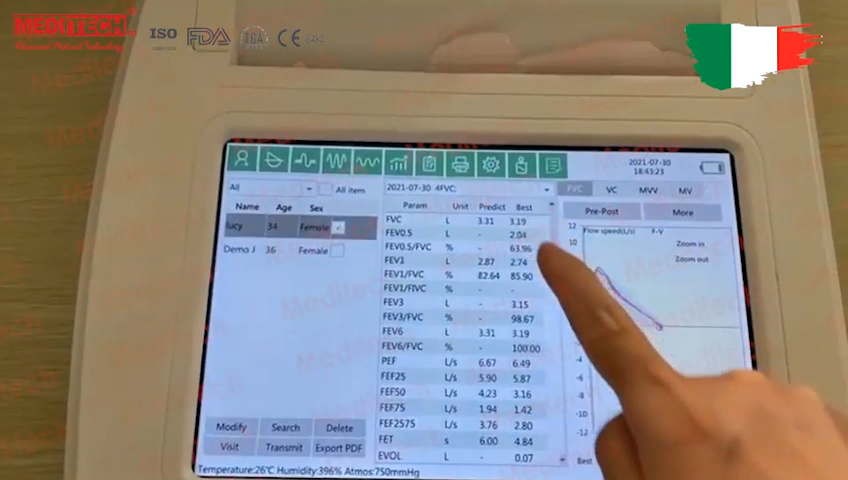 MEDITECH
Advanced Medical Technology
ISO FDA TGA CE
2021-07-30
18:43:23
All All item 2021-07-30 4FVC; FVC VC MVV MV
Name Age Sex Param Unit Predict Best Pre-Post More
lucy 34 Female FVC L 3.31 3.19
FEV0.5 L - 2.04
Demo J 36 Female FEV0.5/FVC % - 63.96
FEV1 L 2.87 2.74
FEV1/FVC % 82.64 85.90
FEV1/FIVC % - -
FEV3 L - 3.15
FEV3/FVC % - 98.67
FEV6 L 3.31 3.19
FEV6/FVC % - 100.00
PEF L/s 6.67 6.49
FEF25 L/s 5.90 5.87
FEF50 L/s 4.23 3.16
FEF75 L/s 1.94 1.42
FEF2575 L/s 3.76 2.80
FET s 6.00 4.84
EVOL L - 0.07
12 Flow speed(L/s) F-V
10 Zoom in
Zoom out
-4
-6
-8
-10
-12
Best
Modify Search Delete
Visit Transmit Export PDF
Temperature:26℃ Humidity:396% Atmos:750mmHg